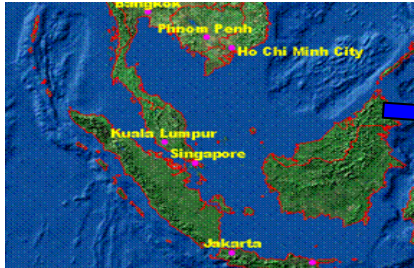 Bangkok
Phnom Penh
Ho Chi Minh City
Kuala Lumpur
Singapore
Jakarta